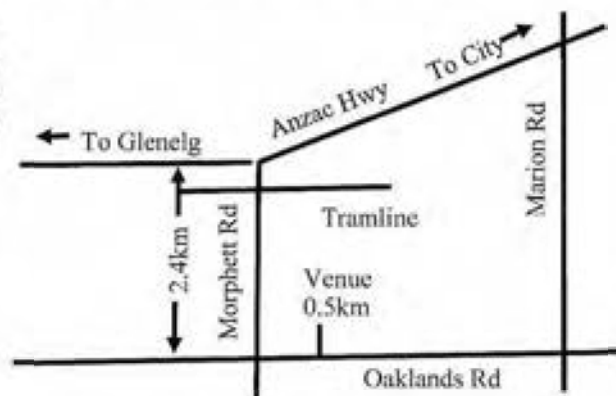 To City
Anzac Hwy
To Glenelg
Marion Rd
Tramline
2.4km
Morphett Rd
Venue
0.5km
Oaklands Rd